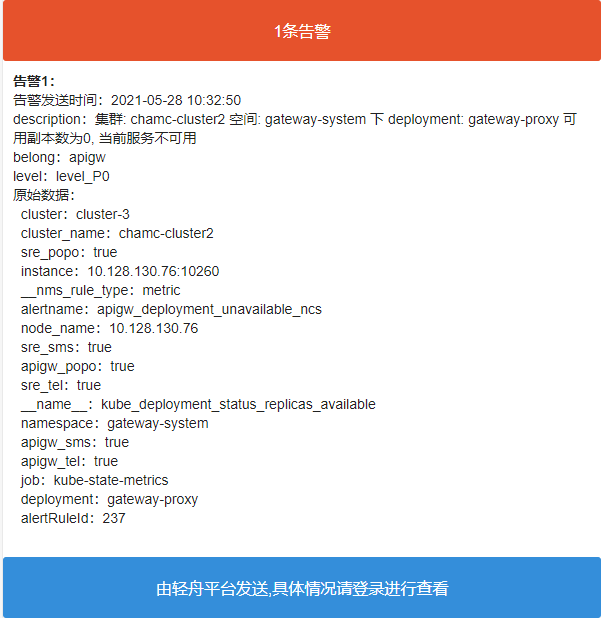 1条告警
告警1：
告警发送时间：2021-05-28 10:32:50
description：集群: chamc-cluster2 空间: gateway-system 下 deployment: gateway-proxy 可
用副本数为0, 当前服务不可用
belong：apigw
level：level_P0
原始数据：
cluster：cluster-3
cluster_name：chamc-cluster2
sre_popo：true
instance：10.128.130.76:10260
__nms_rule_type：metric
alertname：apigw_deployment_unavailable_ncs
node_name：10.128.130.76
sre_sms：true
apigw_popo：true
sre_tel：true
__name__：kube_deployment_status_replicas_available
namespace：gateway-system
apigw_sms：true
apigw_tel：true
job：kube-state-metrics
deployment：gateway-proxy
alertRuleId：237
由轻舟平台发送,具体情况请登录进行查看